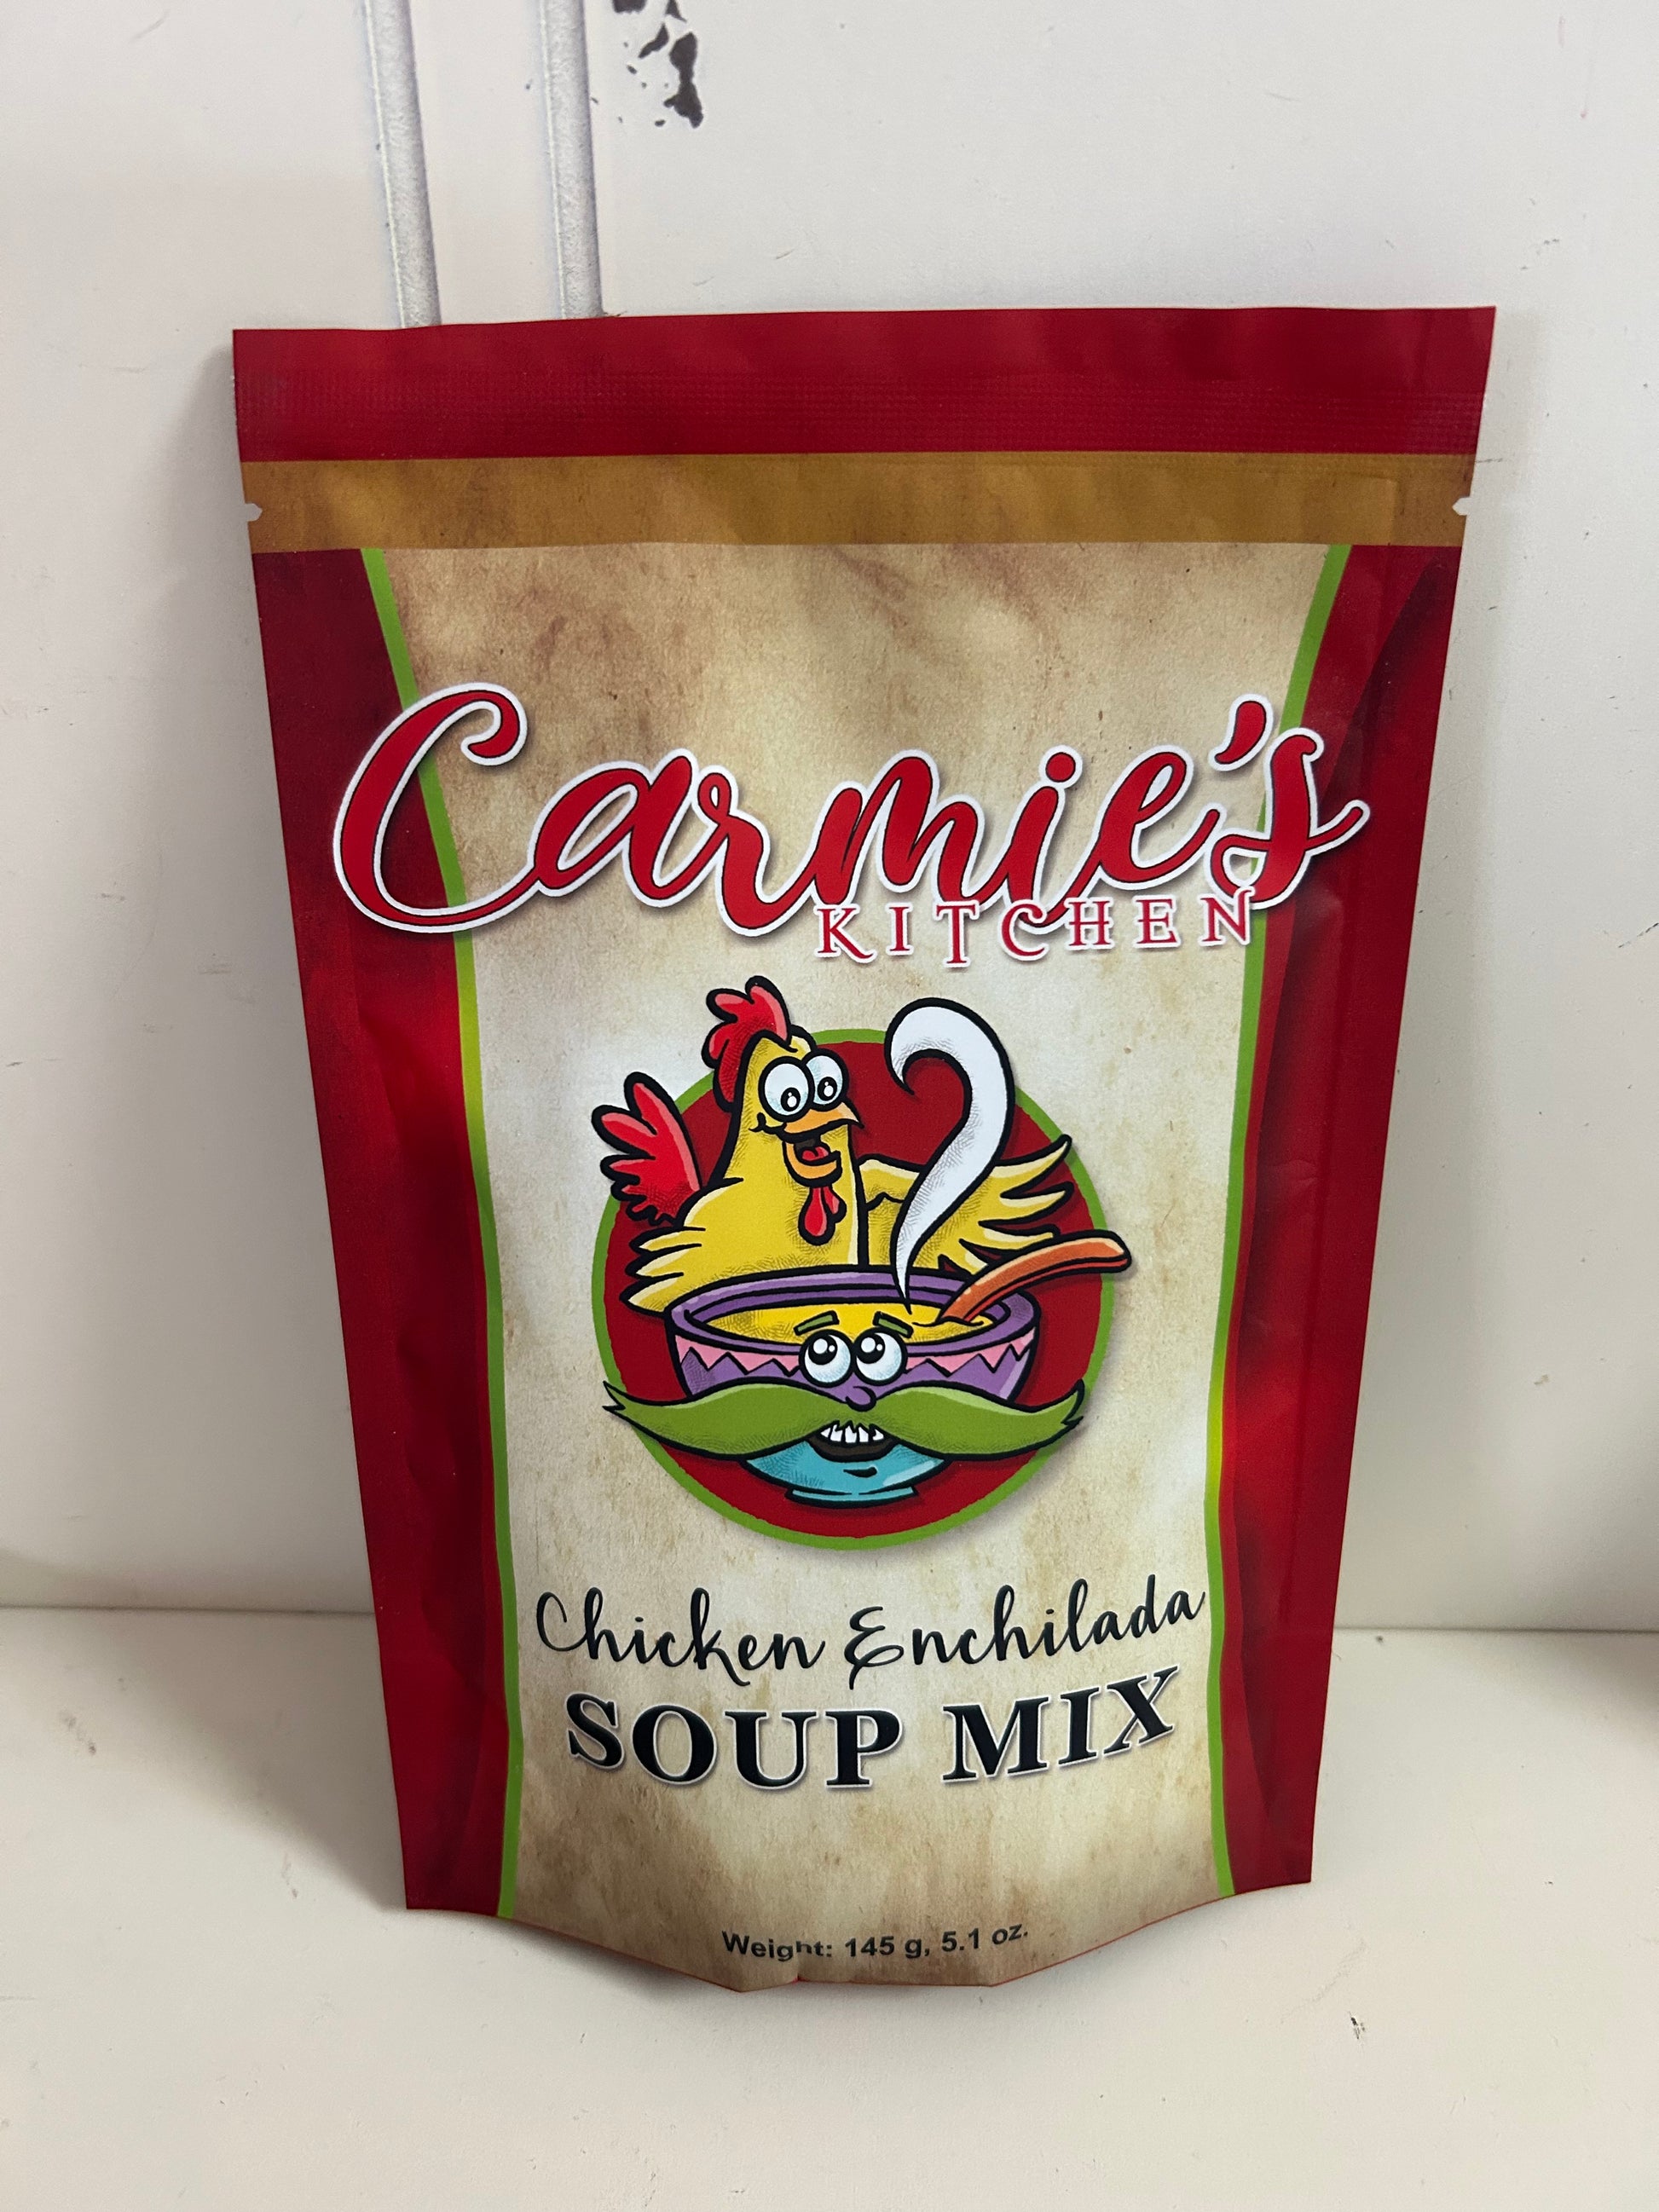 Carmie's
KITCHEN
Chicken Enchilada
SOUP MIX
Weight: 145 g, 5.1 oz.